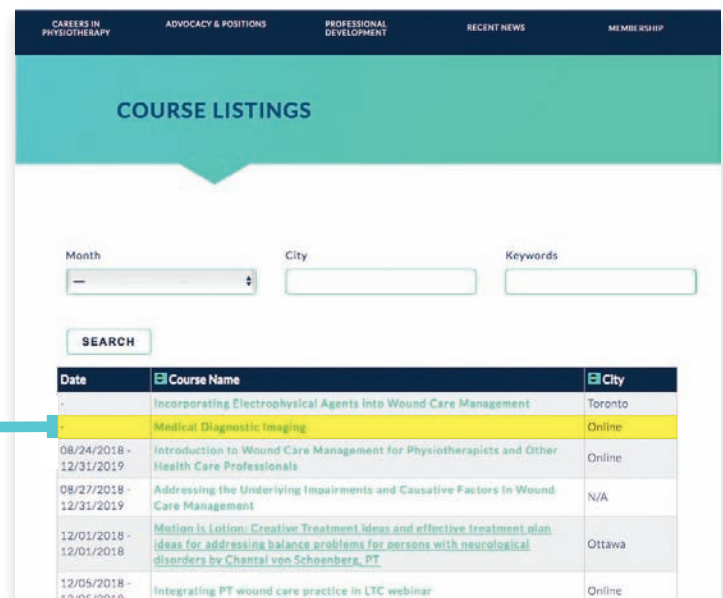 CAREERS IN
PHYSIOTHERAPY
ADVOCACY & POSITIONS
PROFESSIONAL
DEVELOPMENT
RECENT NEWS
MEMBERSHIP
COURSE LISTINGS
Month City Keywords
—
SEARCH
Date Course Name City
- Incorporating Electrophysical Agents Into Wound Care Management Toronto
- Medical Diagnostic Imaging Online
08/24/2018 - Introduction to Wound Care Management for Physiotherapists and Other
12/31/2019 Health Care Professionals Online
08/27/2018 - Addressing the Underlying Impairments and Causative Factors In Wound
12/31/2019 Care Management N/A
Motion is Lotion: Creative Treatment ideas and effective treatment plan
12/01/2018 - ideas for addressing balance problems for persons with neurological Ottawa
12/01/2018 disorders by Chantal von Schoenberg, PT
12/05/2018 - Integrating PT wound care practice in LTC webinar Online